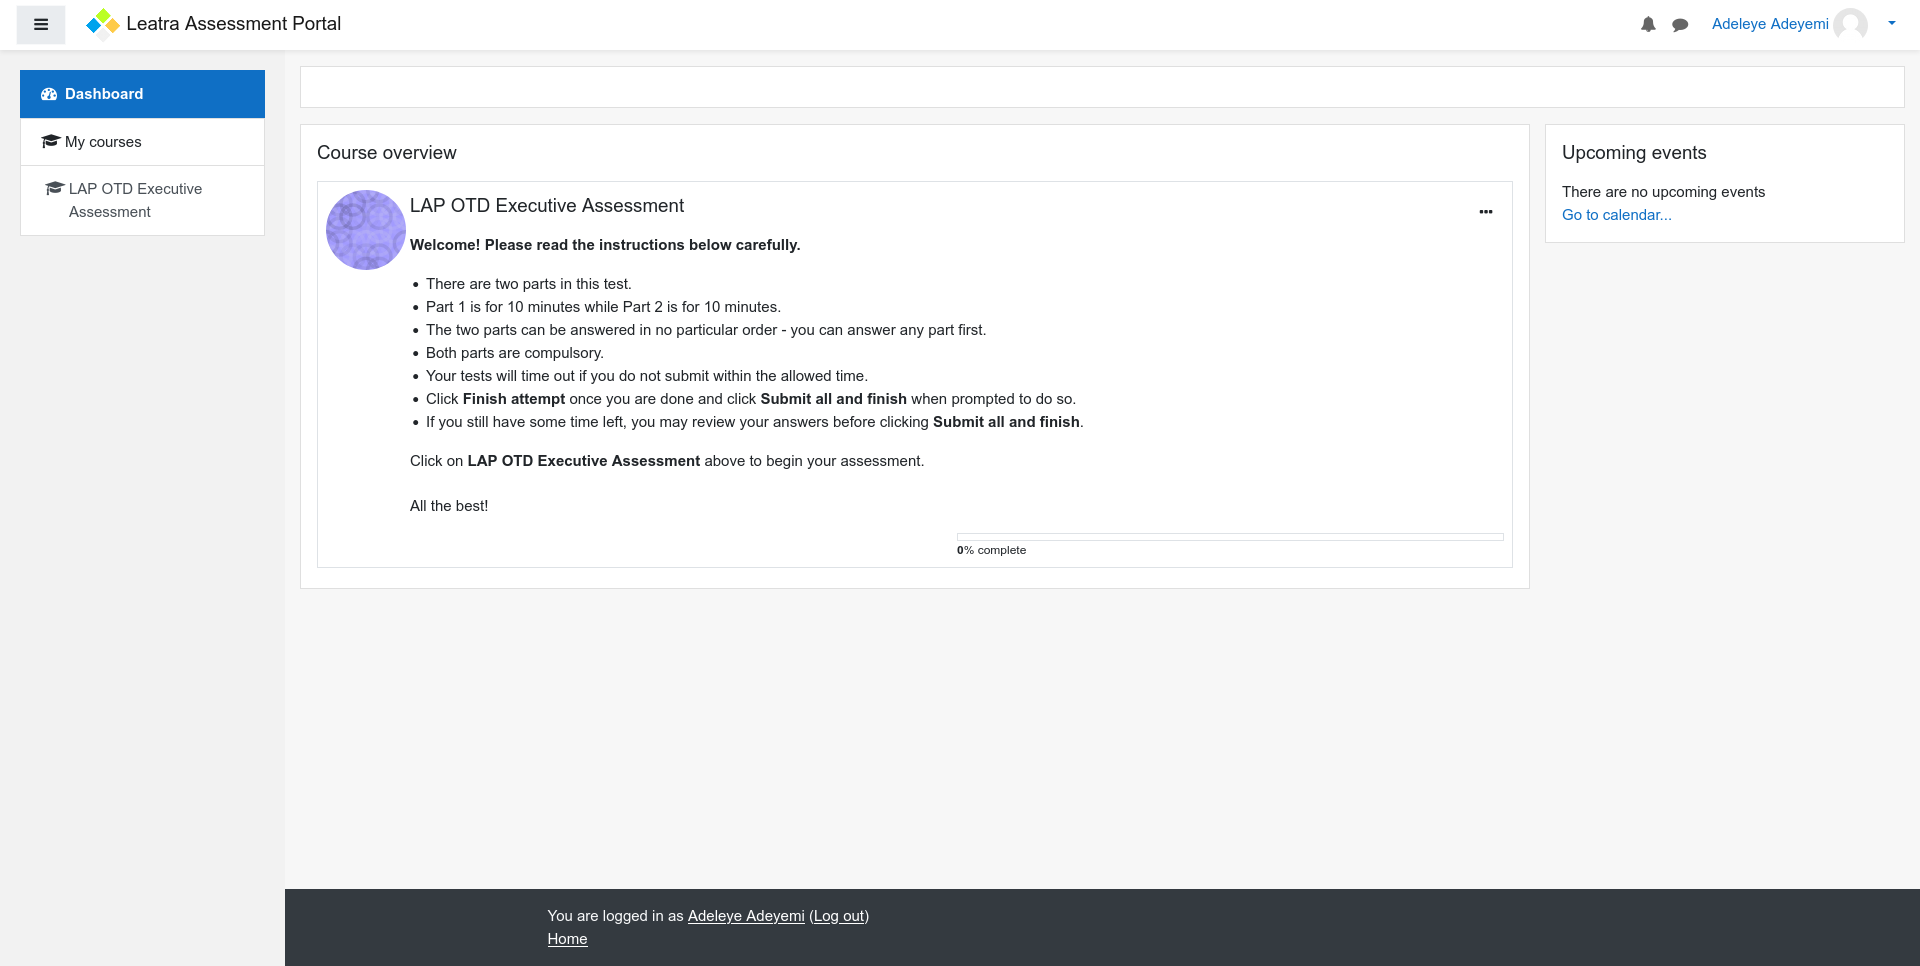 Leatra Assessment Portal
Adeleye Adeyemi
Dashboard
My courses
LAP OTD Executive
Assessment
Course overview
LAP OTD Executive Assessment
Welcome! Please read the instructions below carefully.
• There are two parts in this test.
• Part 1 is for 10 minutes while Part 2 is for 10 minutes.
• The two parts can be answered in no particular order - you can answer any part first.
• Both parts are compulsory.
• Your tests will time out if you do not submit within the allowed time.
• Click Finish attempt once you are done and click Submit all and finish when prompted to do so.
• If you still have some time left, you may review your answers before clicking Submit all and finish.
Click on LAP OTD Executive Assessment above to begin your assessment.
All the best!
0% complete
Upcoming events
There are no upcoming events
Go to calendar...
You are logged in as Adeleye Adeyemi (Log out)
Home